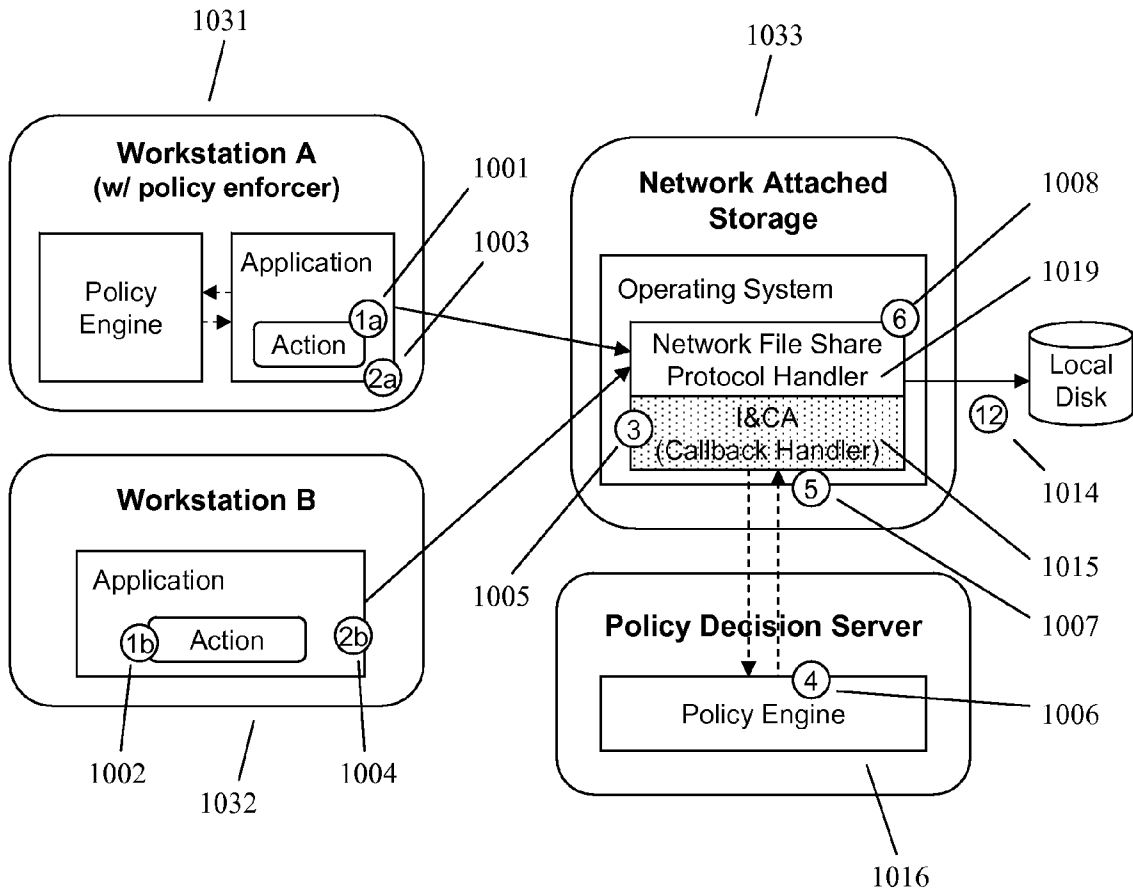 1031
1033
Workstation A
(w/ policy enforcer)
1001
1003
Policy
Engine
Application
1a
Action
2a
Network Attached
Storage
1008
1019
Operating System
6
Network File Share
Protocol Handler
Local
Disk
3
I&CA
(Callback Handler)
12
5
1014
Workstation B
Application
1b
Action
2b
1005
1015
1007
Policy Decision Server
4
Policy Engine
1006
1002
1004
1032
1016